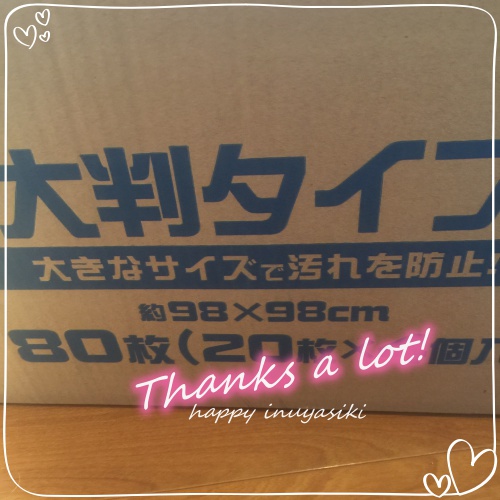 大判タイプ
大きなサイズで汚れを防止!
約98×98cm
80枚(20枚×
Thanks a lot!
happy inuyasiki